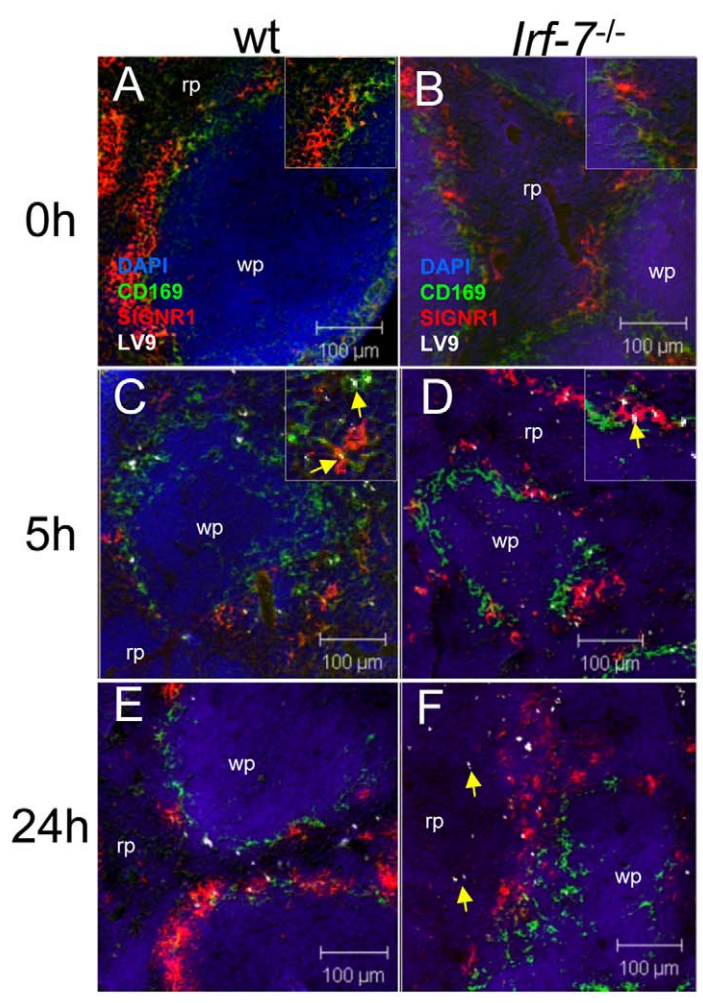 wt
lrf-7-/-
0h
A
rp
wp
DAPI
CD169
SIGNR1
LV9
100 µm
B
rp
wp
DAPI
CD169
SIGNR1
LV9
100 µm
5h
C
wp
rp
100 µm
D
rp
wp
100 µm
24h
E
wp
rp
100 µm
F
rp
wp
100 µm